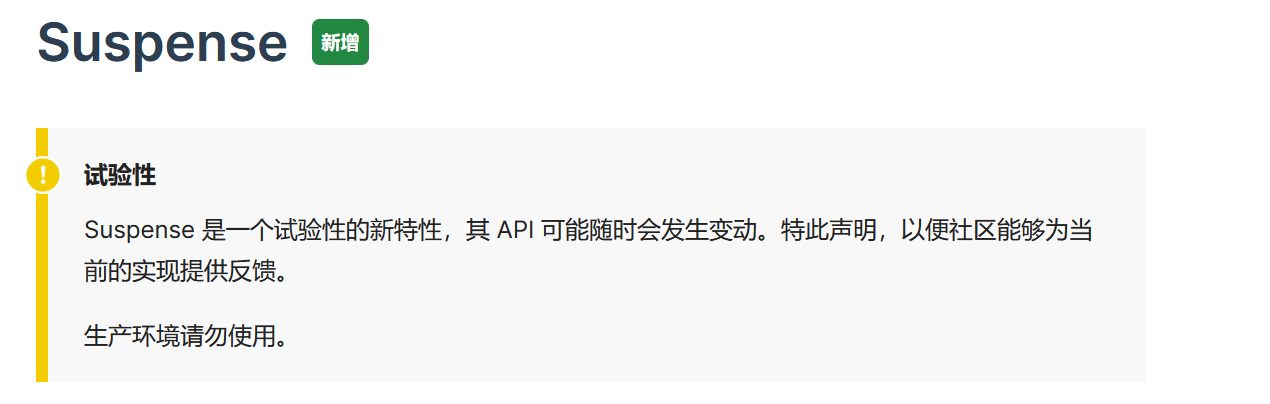 Suspense 新增
!
试验性
Suspense 是一个试验性的新特性，其 API 可能随时会发生变动。特此声明，以便社区能够为当
前的实现提供反馈。
生产环境请勿使用。